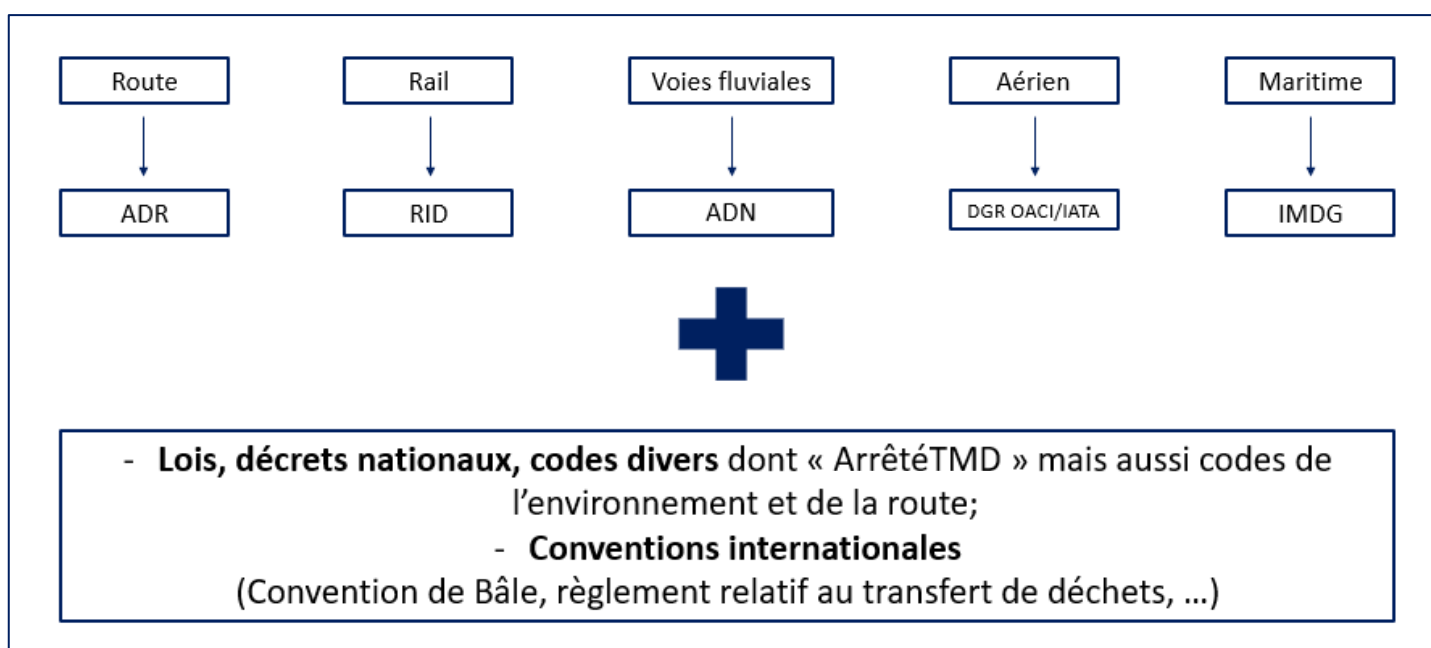 Route
Rail
Voies fluviales
Aérien
Maritime
ADR
RID
ADN
DGR OACI/IATA
IMDG
- Lois, décrets nationaux, codes divers dont « ArrêtéTMD » mais aussi codes de
l’environnement et de la route;
- Conventions internationales
(Convention de Bâle, règlement relatif au transfert de déchets, …)